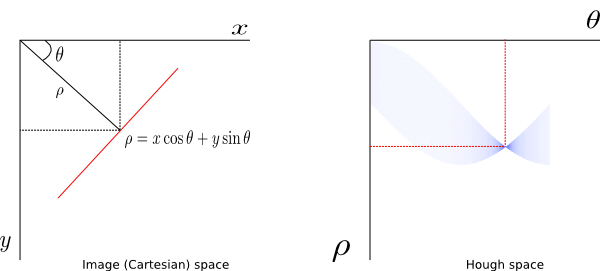 x
θ
ρ
ρ = x cos θ + y sin θ
y
Image (Cartesian) space
θ
ρ
Hough space